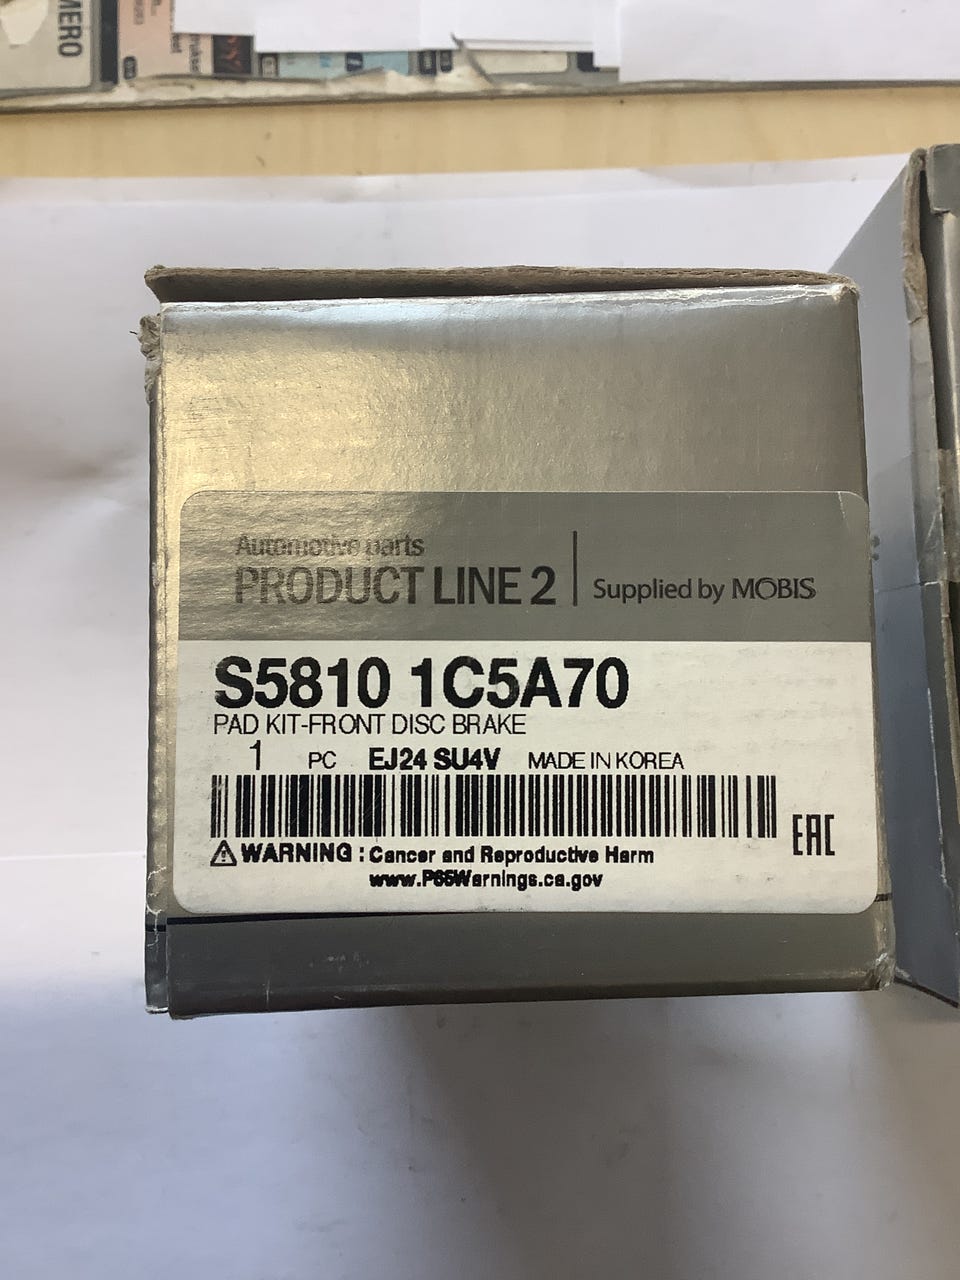 MERO
Automotive parts
PRODUCT LINE 2 | Supplied by MOBIS
S5810 1C5A70
PAD KIT-FRONT DISC BRAKE
1 PC EJ24 SU4V MADE IN KOREA
EAC
⚠ WARNING : Cancer and Reproductive Harm
www.P65Warnings.ca.gov